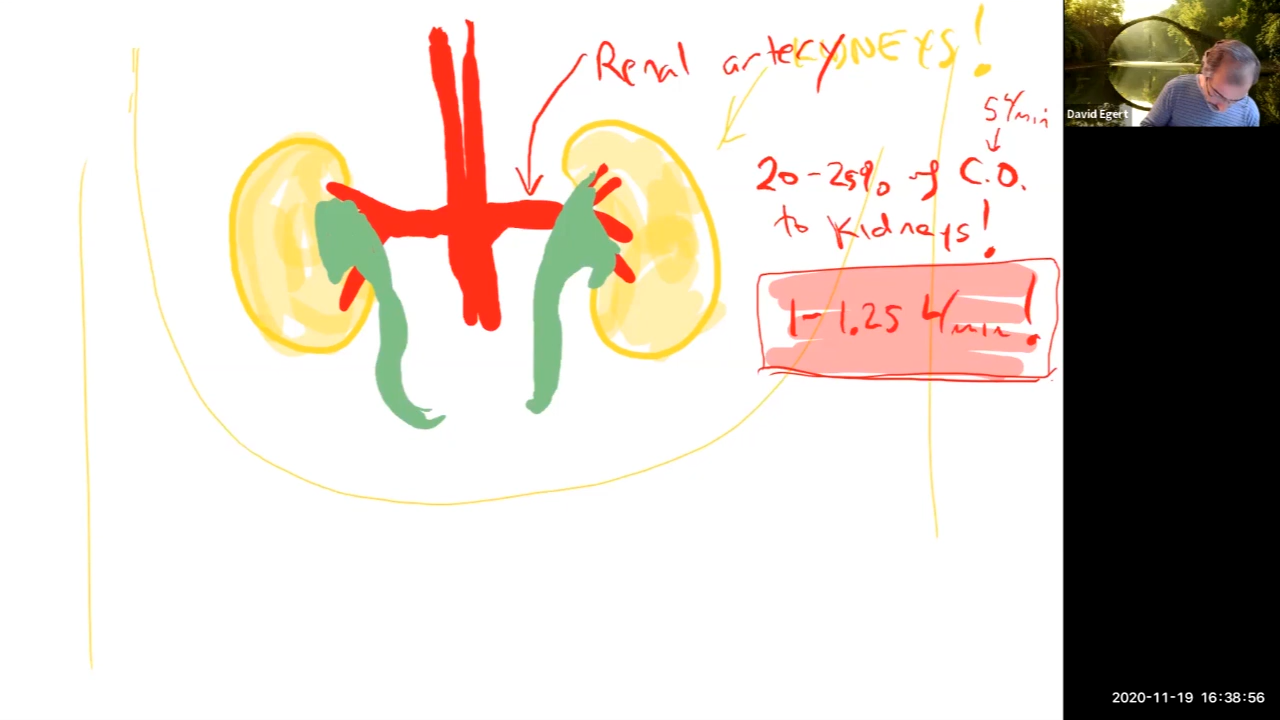 KIDNEYS!
Renal artery
5 L/min
20-25% of C.O.
to kidneys!
1-1.25 L/min!
David Egert
2020-11-19 16:38:56